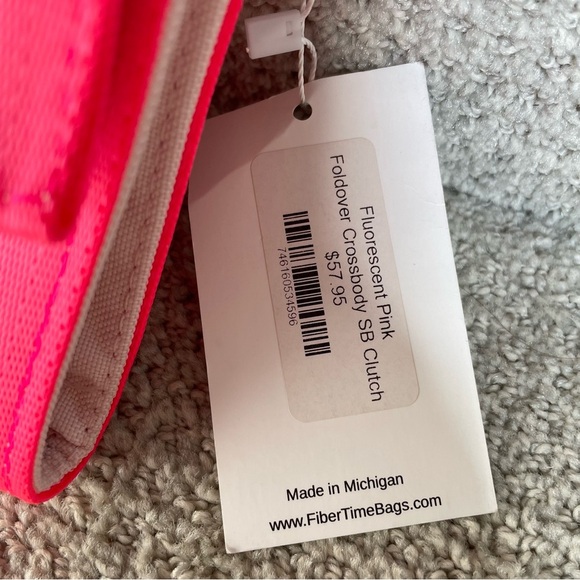 Fluorescent Pink
Foldover Crossbody SB Clutch
$57.95
746160534596
Made in Michigan
www.FiberTimeBags.com